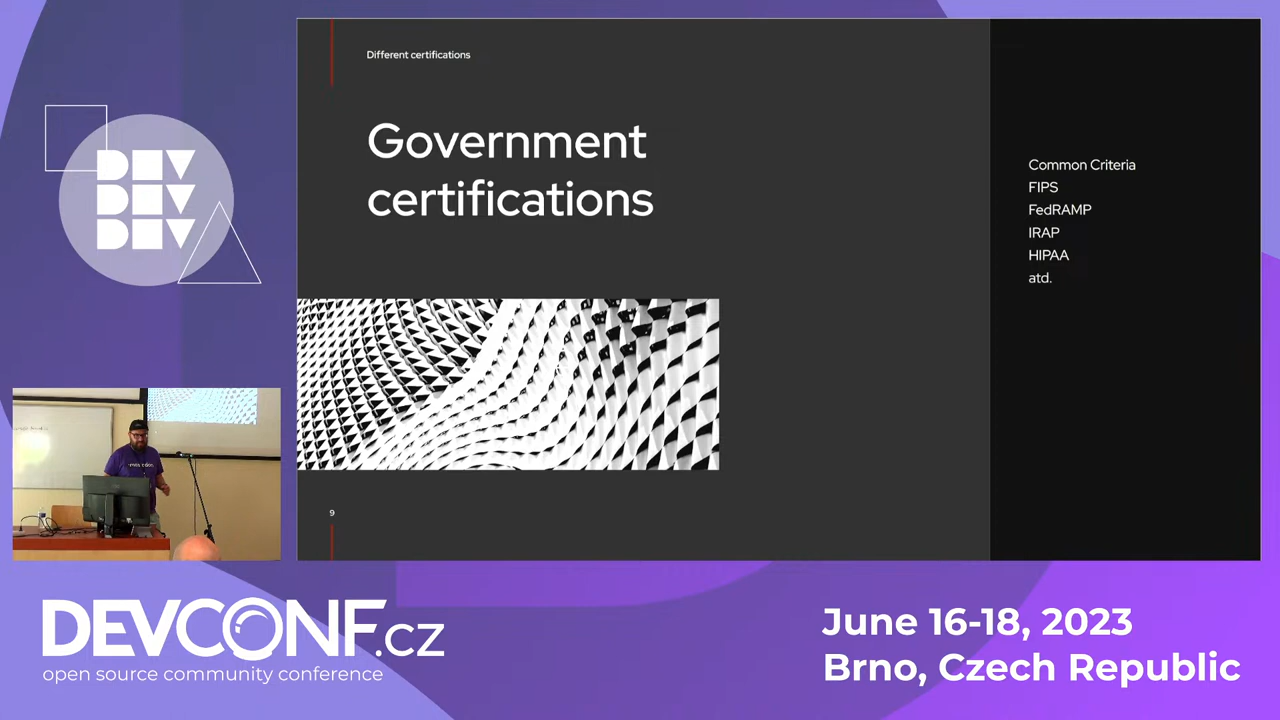 Different certifications
Government
certifications
Common Criteria
FIPS
FedRAMP
IRAP
HIPAA
atd.
9
DEV
DEV
DEV
DEVCONF.cz
open source community conference
June 16-18, 2023
Brno, Czech Republic